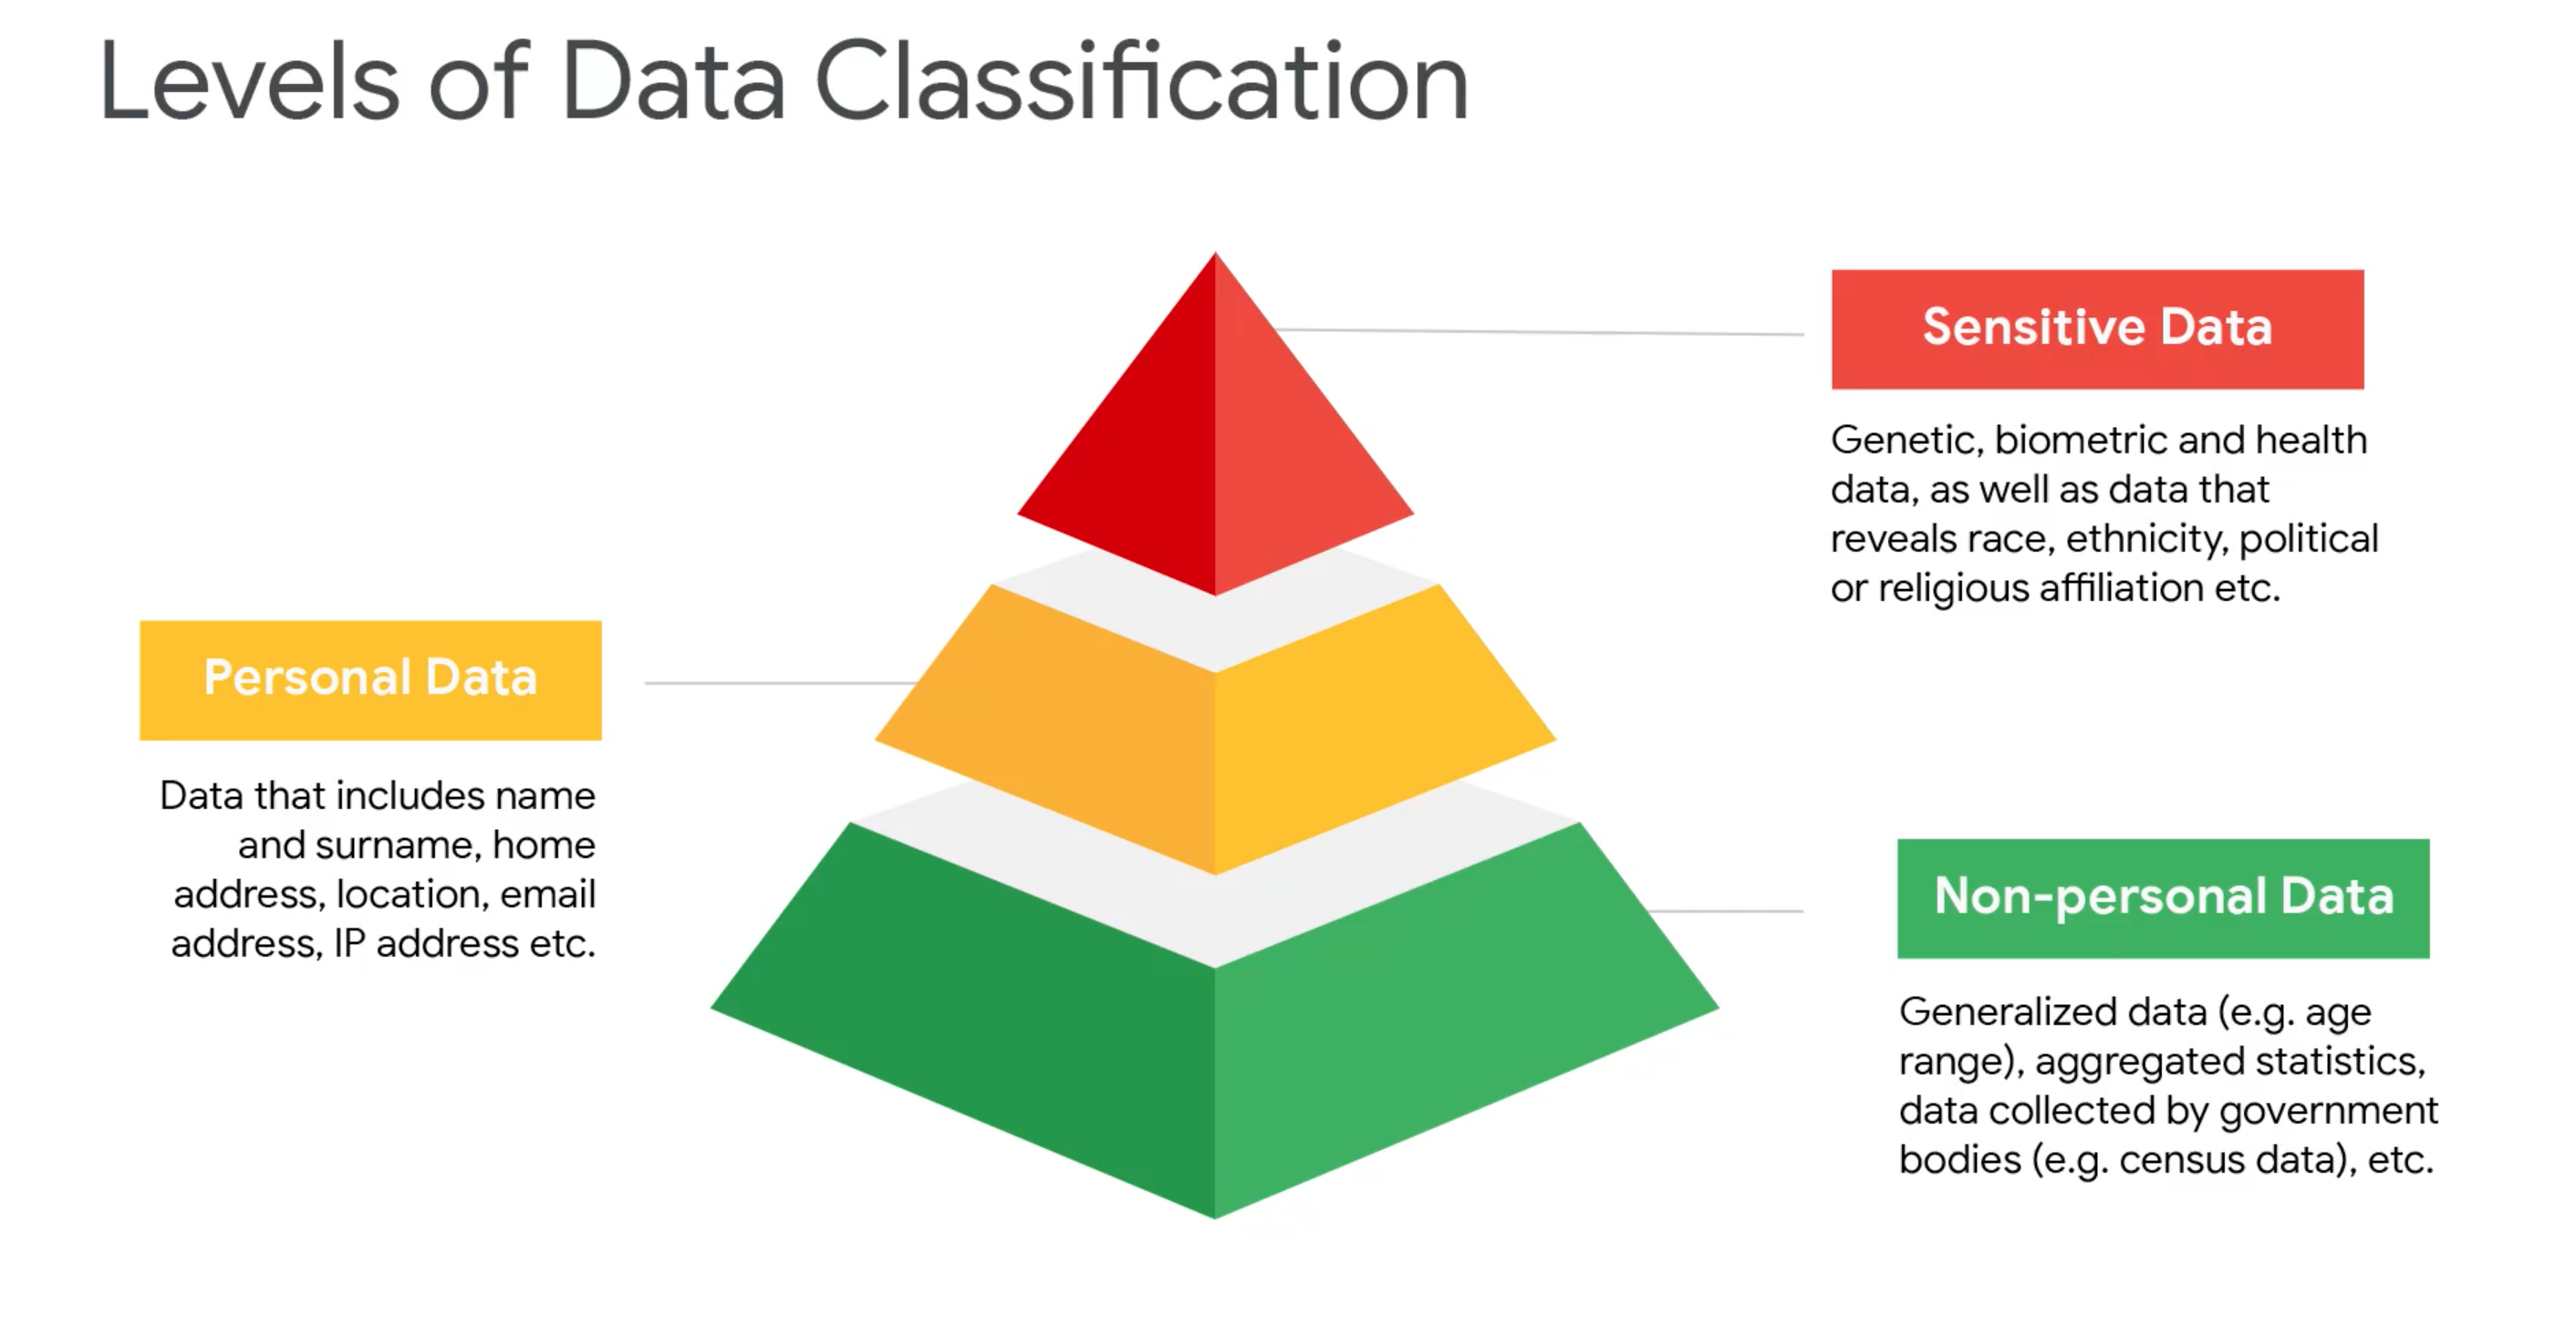 Levels of Data Classification
Sensitive Data
Genetic, biometric and health
data, as well as data that
reveals race, ethnicity, political
or religious affiliation etc.
Personal Data
Data that includes name
and surname, home
address, location, email
address, IP address etc.
Non-personal Data
Generalized data (e.g. age
range), aggregated statistics,
data collected by government
bodies (e.g. census data), etc.